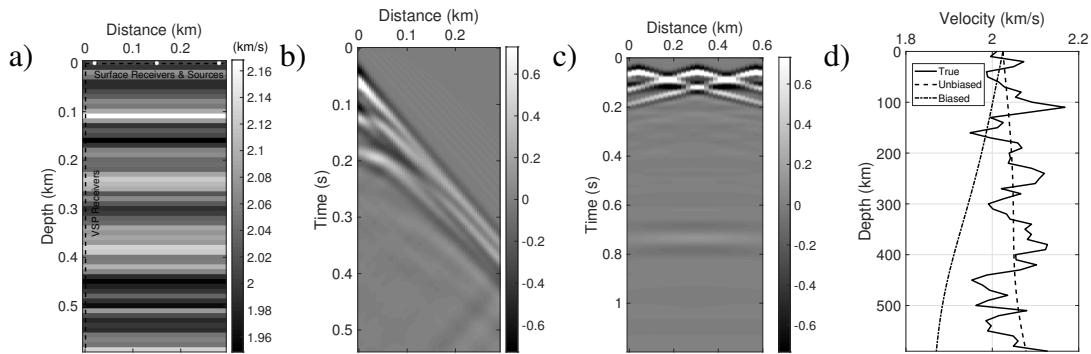 a)
Distance (km)
0 0.1 0.2
(km/s)
Surface Receivers & Sources
VSP Receivers
Depth (km)
0
0.1
0.2
0.3
0.4
0.5
2.16
2.14
2.12
2.1
2.08
2.06
2.04
2.02
2
1.98
1.96
b)
Distance (km)
0 0.1 0.2
Time (s)
0
0.1
0.2
0.3
0.4
0.5
0.6
0.4
0.2
0
-0.2
-0.4
-0.6
c)
Distance (km)
0 0.2 0.4 0.6
Time (s)
0
0.2
0.4
0.6
0.8
1
0.6
0.4
0.2
0
-0.2
-0.4
-0.6
d)
Velocity (km/s)
1.8 2 2.2
True
Unbiased
Biased
Depth (km)
0
100
200
300
400
500